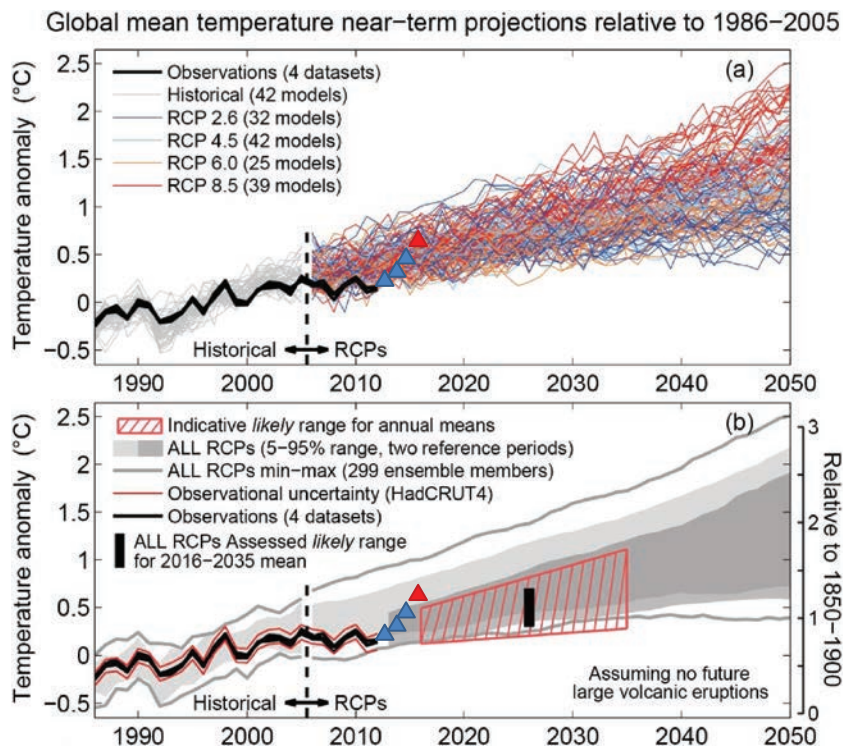 Global mean temperature near−term projections relative to 1986−2005
Temperature anomaly (°C)
2.5
2
1.5
1
0.5
0
−0.5
(a)
Observations (4 datasets)
Historical (42 models)
RCP 2.6 (32 models)
RCP 4.5 (42 models)
RCP 6.0 (25 models)
RCP 8.5 (39 models)
Historical
RCPs
1990 2000 2010 2020 2030 2040 2050
Temperature anomaly (°C)
2.5
2
1.5
1
0.5
0
−0.5
(b)
Indicative likely range for annual means
ALL RCPs (5−95% range, two reference periods)
ALL RCPs min−max (299 ensemble members)
Observational uncertainty (HadCRUT4)
Observations (4 datasets)
ALL RCPs Assessed likely range
for 2016−2035 mean
Historical
RCPs
Assuming no future
large volcanic eruptions
3
2
1
0
Relative to 1850−1900
1990 2000 2010 2020 2030 2040 2050